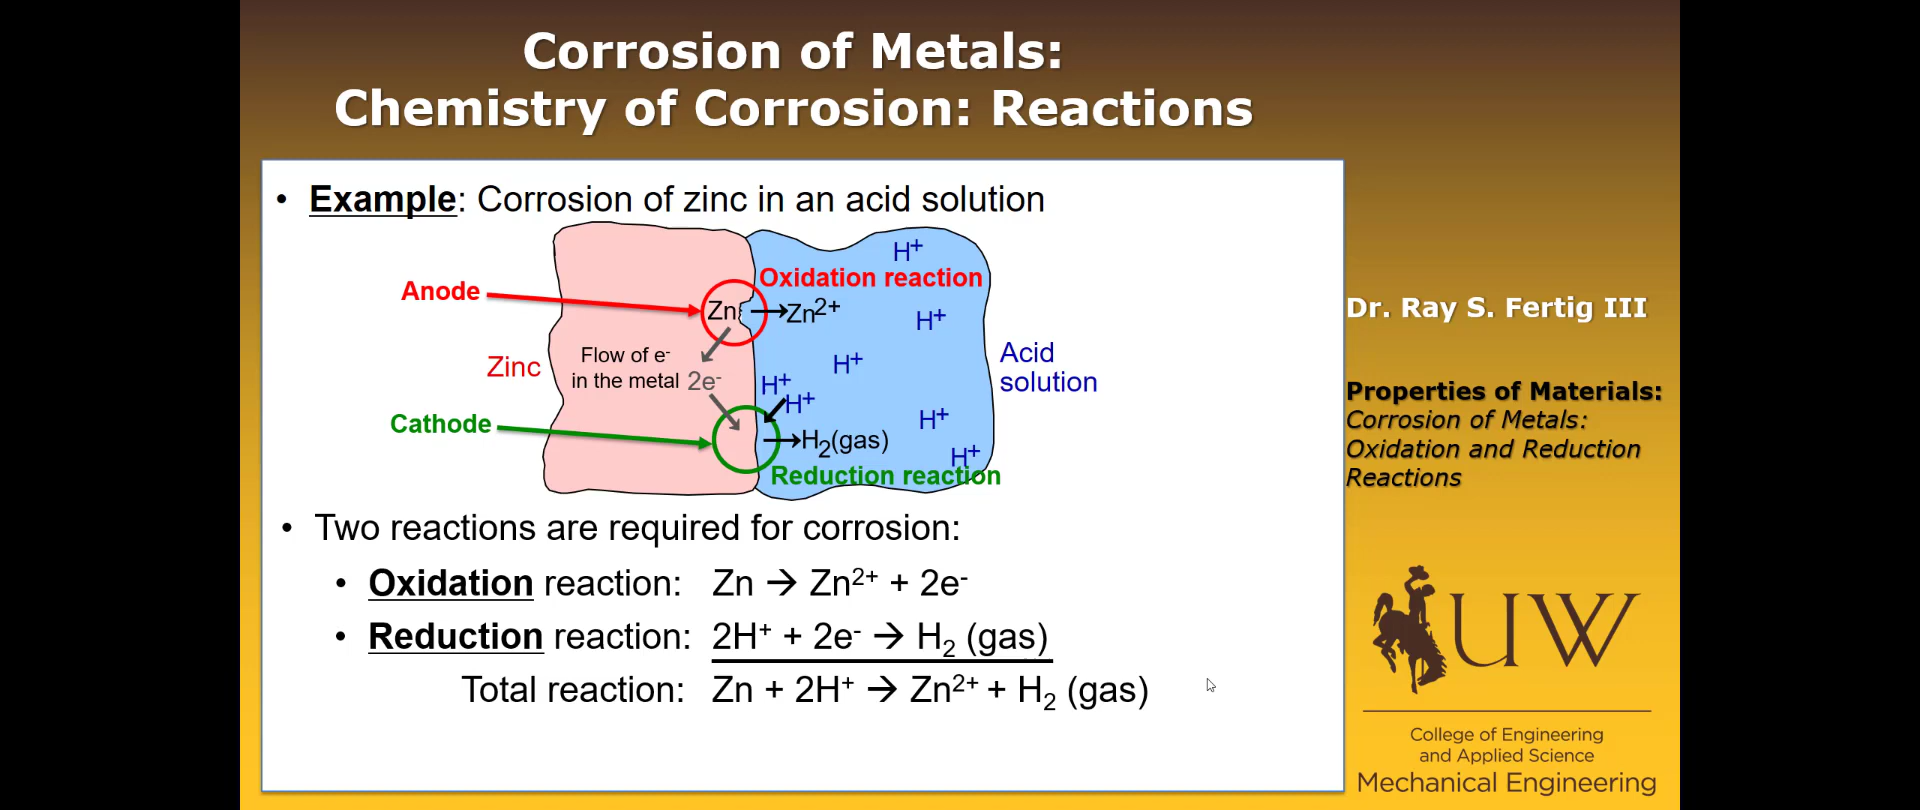 Corrosion of Metals:
Chemistry of Corrosion: Reactions
• Example: Corrosion of zinc in an acid solution
H⁺
Oxidation reaction
Anode
Zn → Zn²⁺
H⁺
Zinc
Flow of e⁻
in the metal 2e⁻
H⁺
H⁺
H⁺
Acid
solution
Cathode
H⁺
→ H₂(gas)
H⁺
Reduction reaction
• Two reactions are required for corrosion:
• Oxidation reaction: Zn → Zn²⁺ + 2e⁻
• Reduction reaction: 2H⁺ + 2e⁻ → H₂ (gas)
Total reaction: Zn + 2H⁺ → Zn²⁺ + H₂ (gas)
Dr. Ray S. Fertig III
Properties of Materials:
Corrosion of Metals:
Oxidation and Reduction
Reactions
UW
College of Engineering
and Applied Science
Mechanical Engineering